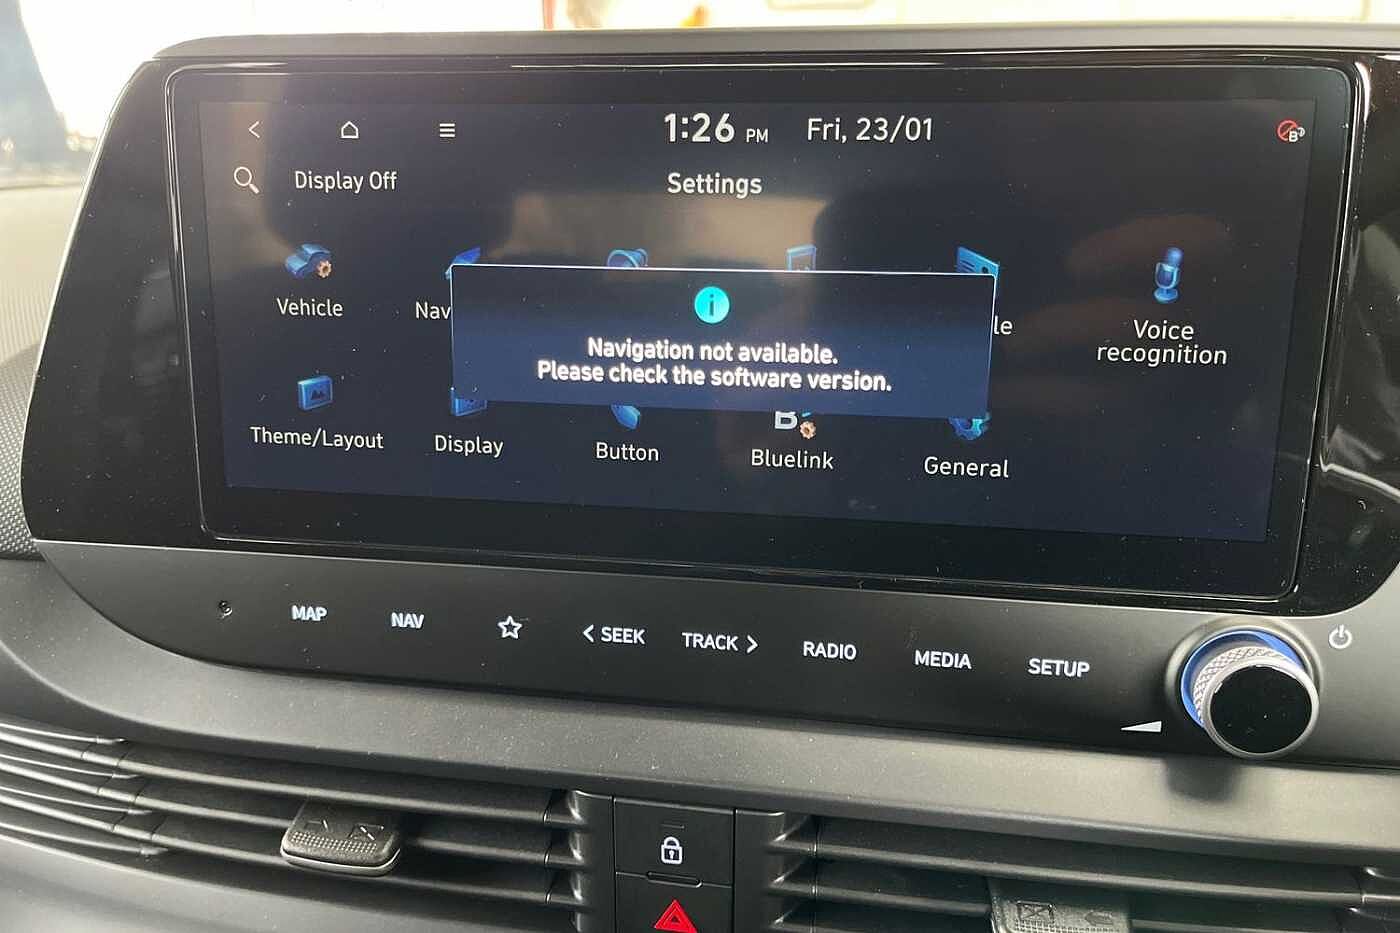 1:26 PM Fri, 23/01
Display Off
Settings
Vehicle
Nav
le
Voice
recognition
Navigation not available.
Please check the software version.
Theme/Layout
Display
Button
B
Bluelink
General
MAP
NAV
SEEK
TRACK
RADIO
MEDIA
SETUP